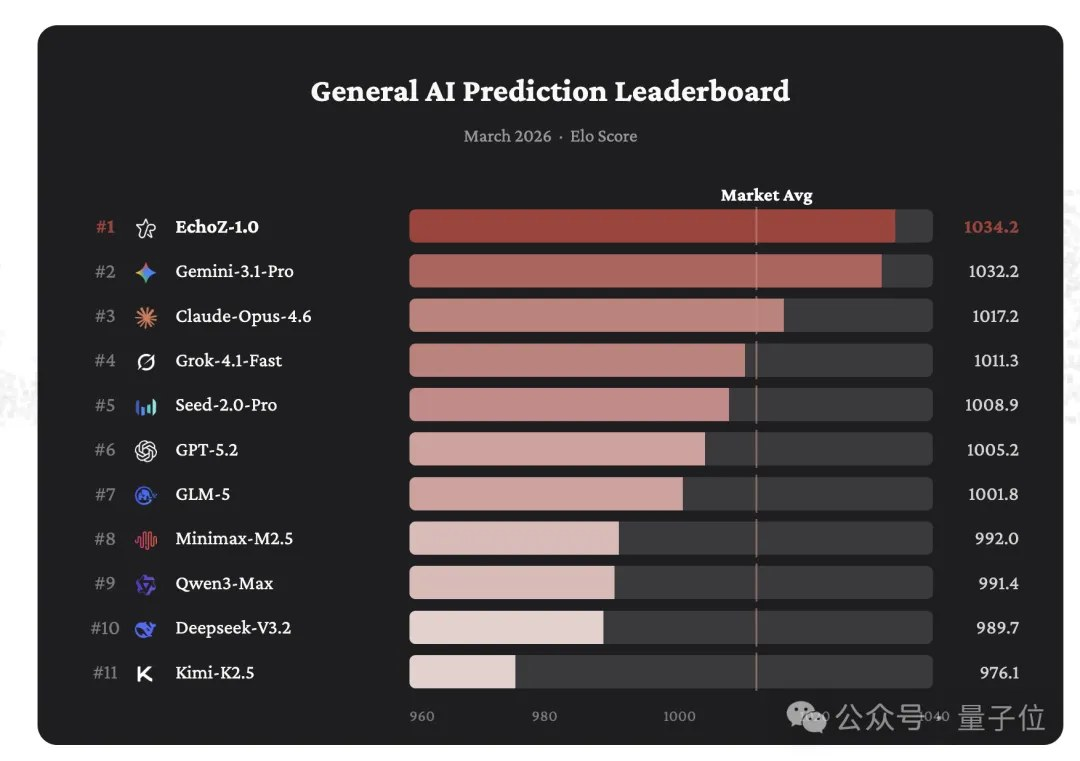 General AI Prediction Leaderboard
March 2026 · Elo Score
Market Avg
#1 EchoZ-1.0 1034.2
#2 Gemini-3.1-Pro 1032.2
#3 Claude-Opus-4.6 1017.2
#4 Grok-4.1-Fast 1011.3
#5 Seed-2.0-Pro 1008.9
#6 GPT-5.2 1005.2
#7 GLM-5 1001.8
#8 Minimax-M2.5 992.0
#9 Qwen3-Max 991.4
#10 Deepseek-V3.2 989.7
#11 Kimi-K2.5 976.1
960 980 1000 1020 1040
公众号 · 量子位